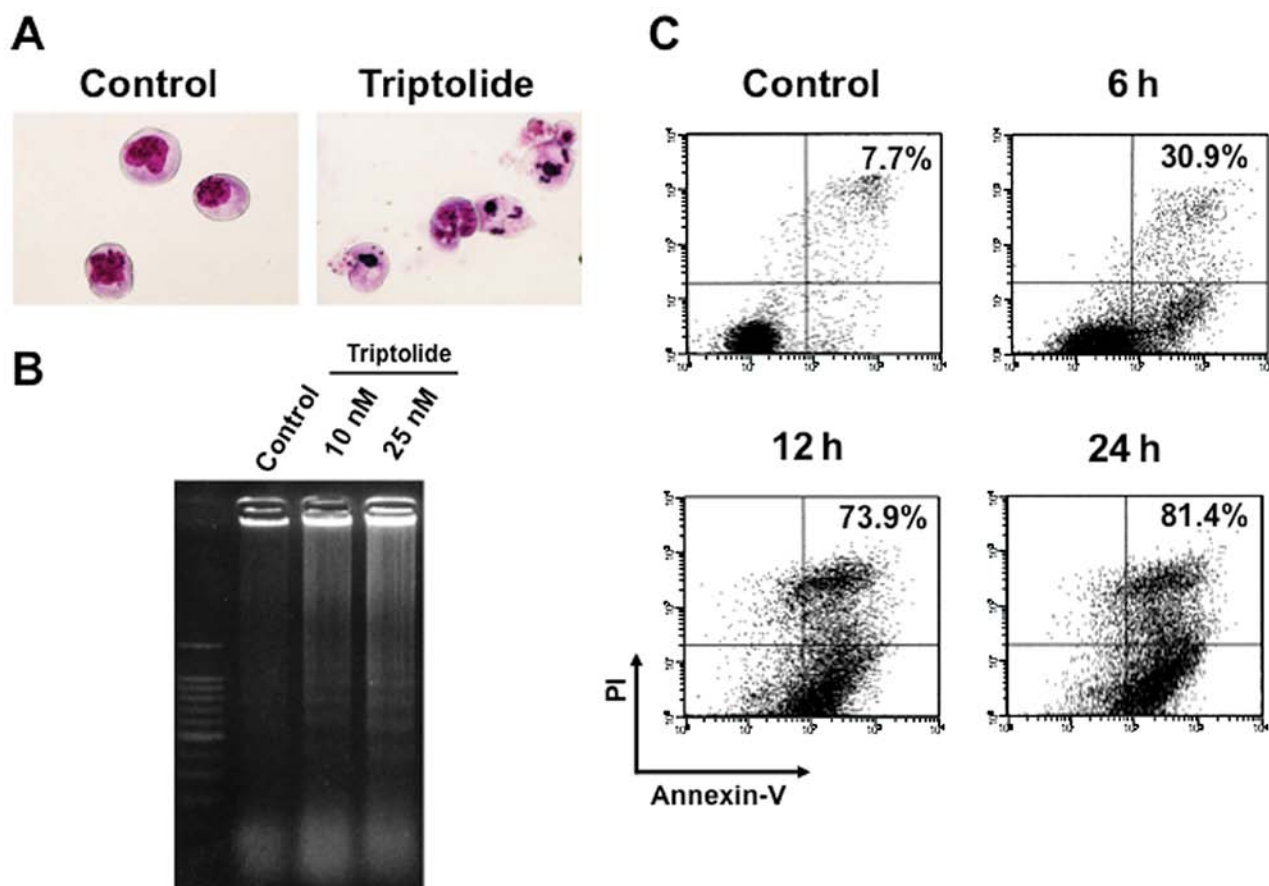 A
Control Triptolide
B
Triptolide
Control 10 nM 25 nM
C
Control 6 h
7.7% 30.9%
12 h 24 h
73.9% 81.4%
PI
Annexin-V